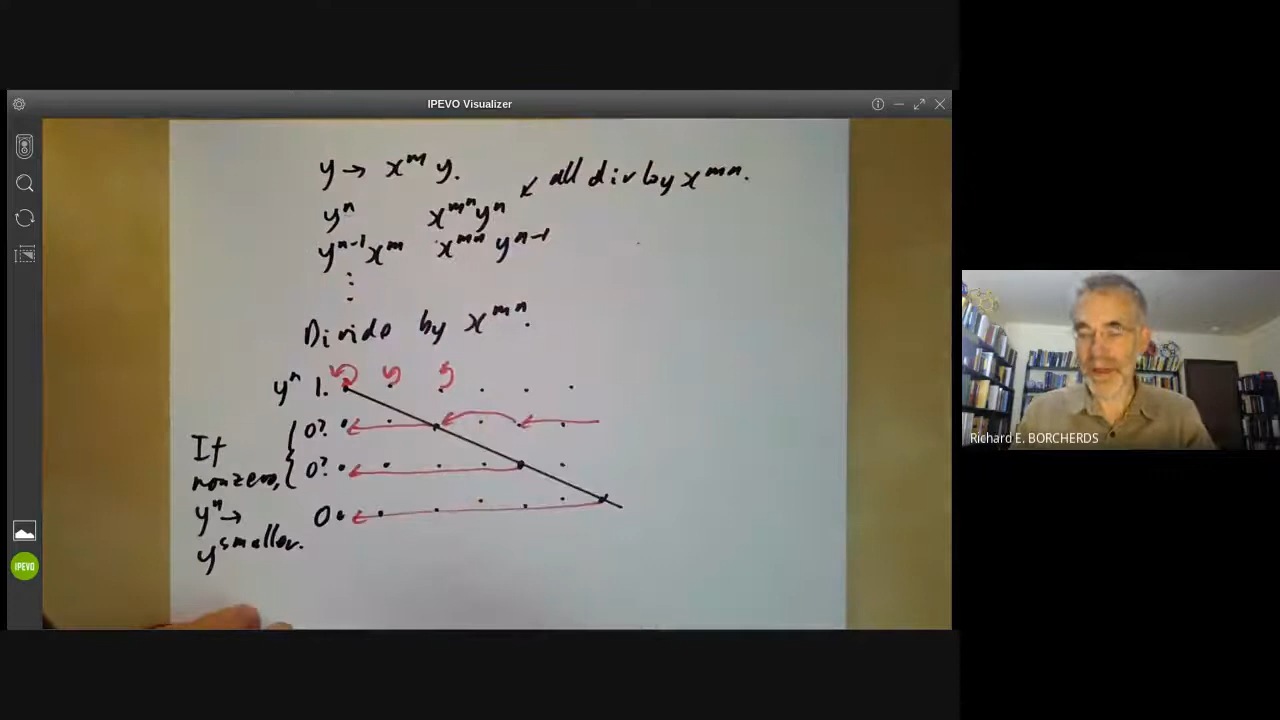 IPEVO Visualizer
y → x^m y.
all div by x^{mn}.
y^n x^{mn} y^n
y^{n-1} x^m x^{mn} y^{n-1}
⋮
Divide by x^{mn}.
y^n 1.
0?
If nonzero,
0?
y^n →
0
y^{smaller}.
IPEVO
Richard E. BORCHERDS